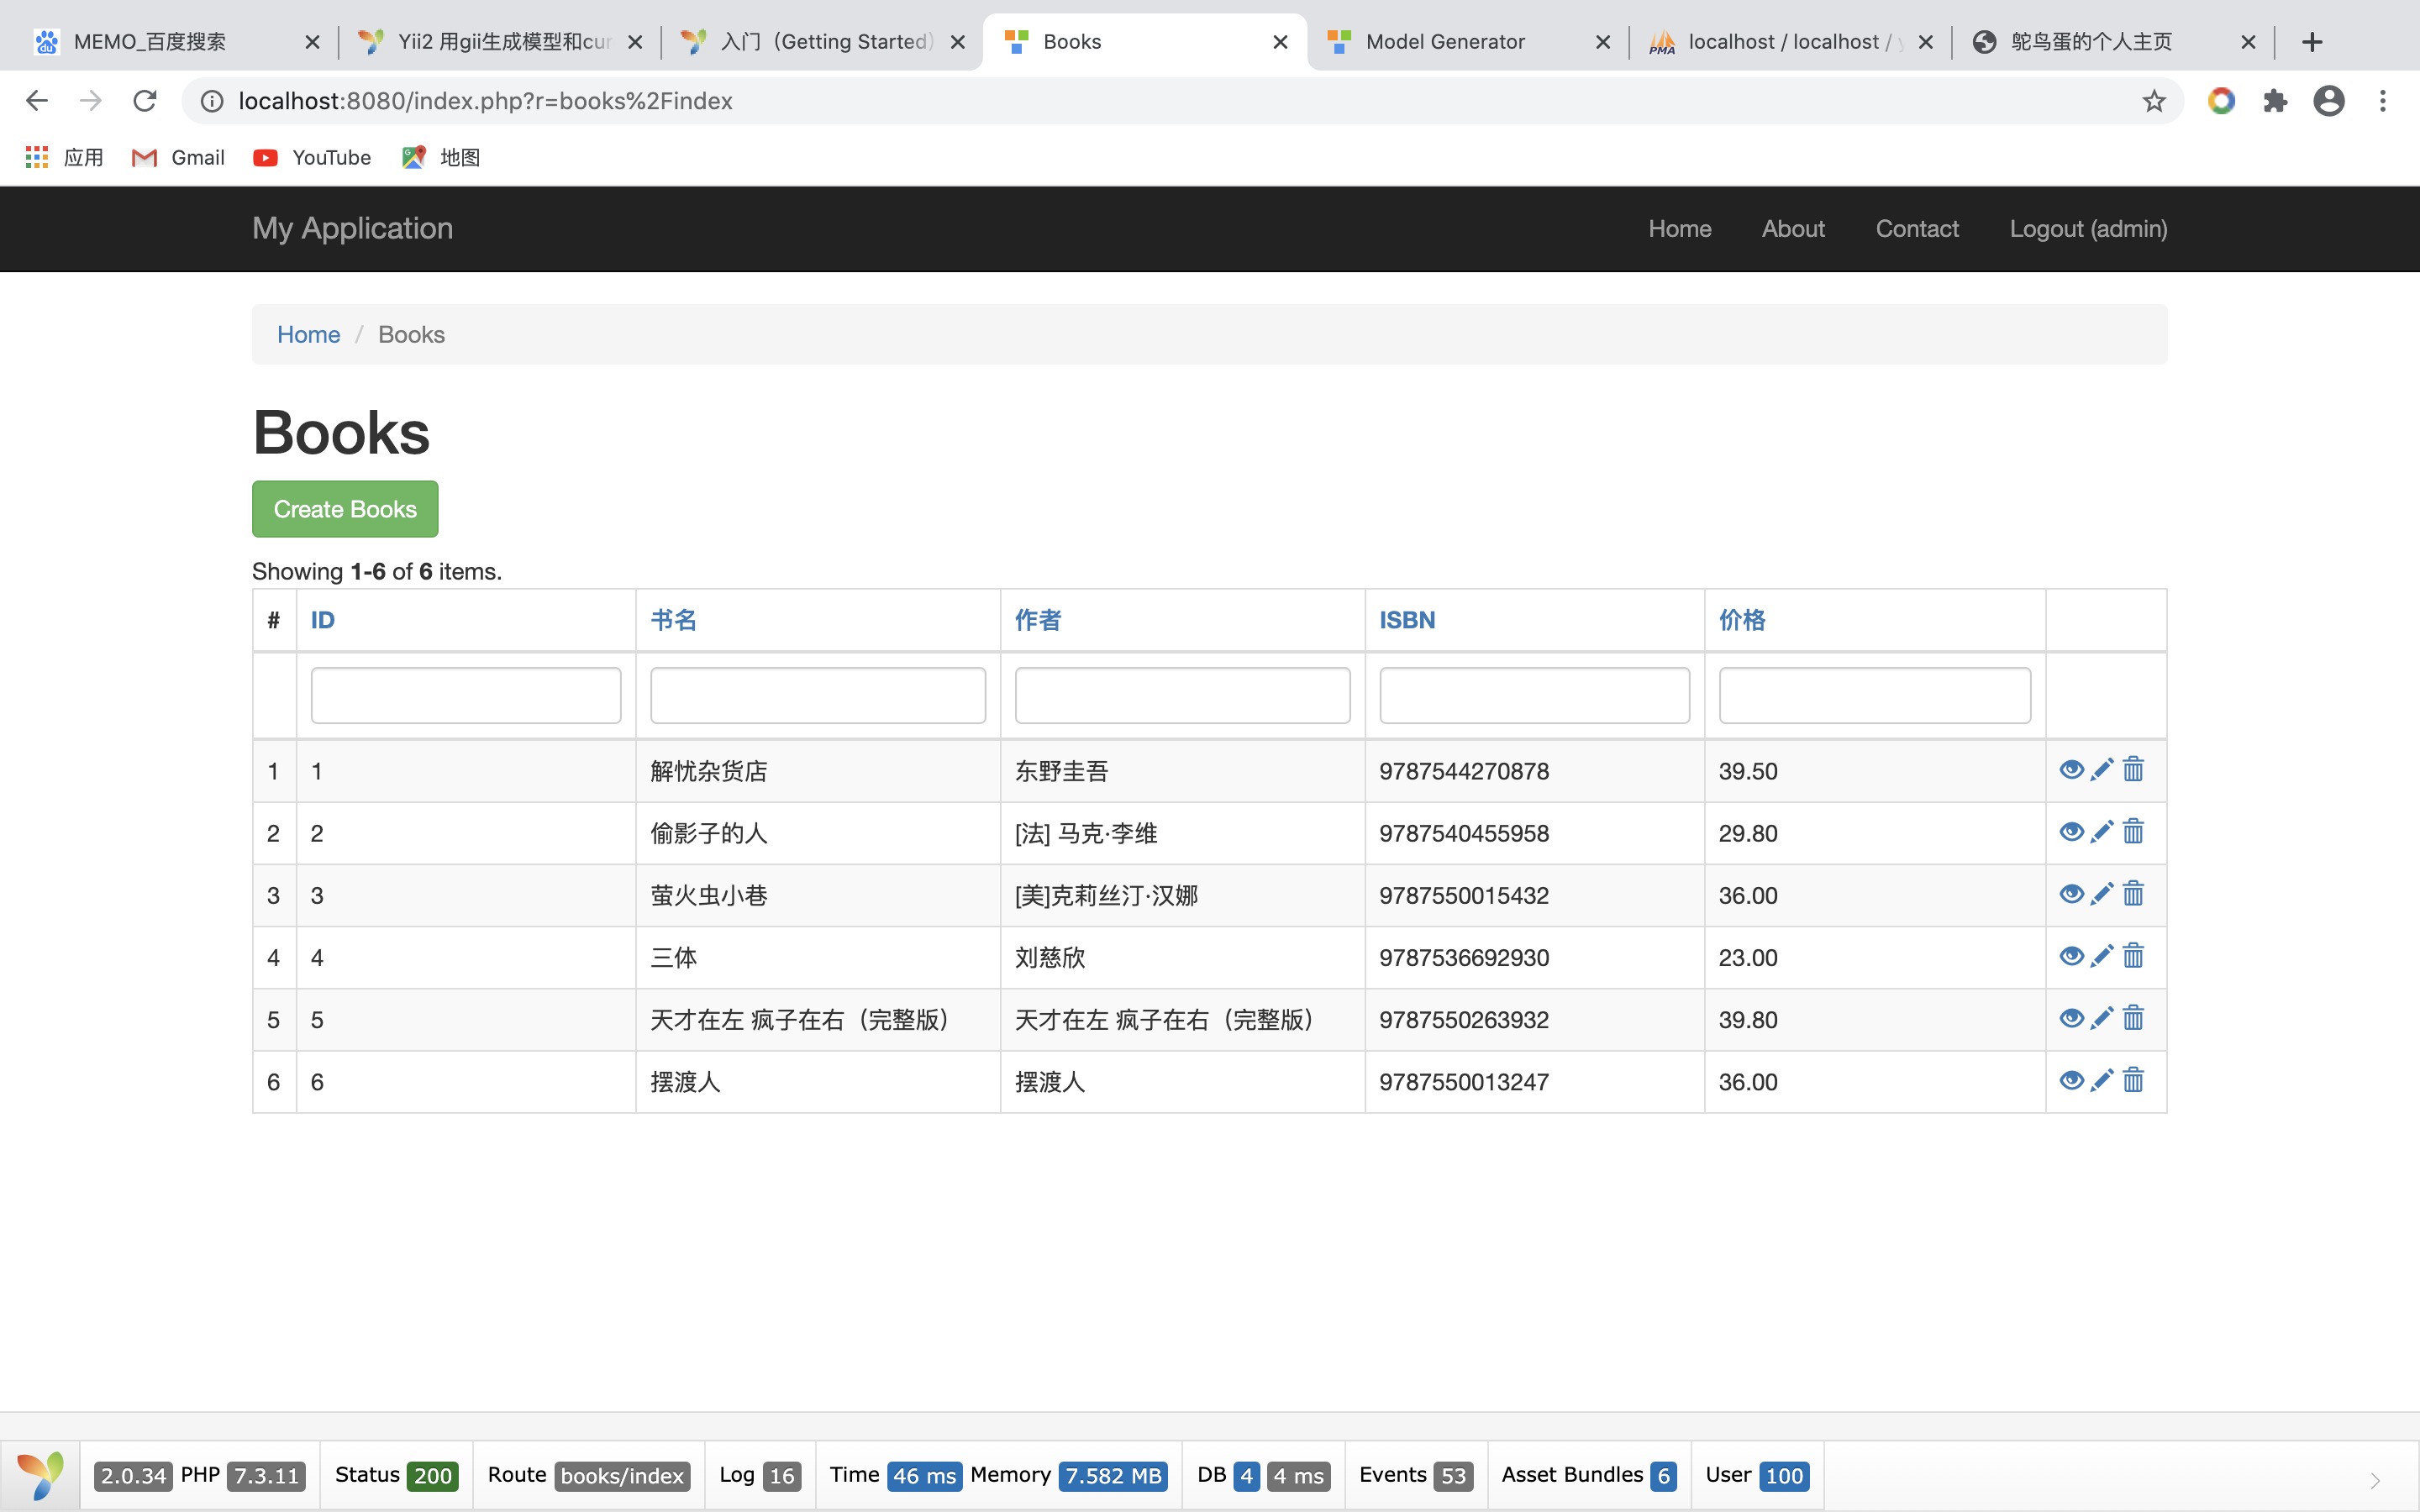 MEMO_百度搜索
Yii2 用gii生成模型和cur
入门（Getting Started）
Books
Model Generator
localhost / localhost / y
鸵鸟蛋的个人主页
localhost:8080/index.php?r=books%2Findex
应用 Gmail YouTube 地图
My Application Home About Contact Logout (admin)
Home / Books
Books
Create Books
Showing 1-6 of 6 items.
# ID 书名 作者 ISBN 价格
1 1 解忧杂货店 东野圭吾 9787544270878 39.50
2 2 偷影子的人 [法] 马克·李维 9787540455958 29.80
3 3 萤火虫小巷 [美]克莉丝汀·汉娜 9787550015432 36.00
4 4 三体 刘慈欣 9787536692930 23.00
5 5 天才在左 疯子在右（完整版） 天才在左 疯子在右（完整版） 9787550263932 39.80
6 6 摆渡人 摆渡人 9787550013247 36.00
2.0.34 PHP 7.3.11 Status 200 Route books/index Log 16 Time 46 ms Memory 7.582 MB DB 4 4 ms Events 53 Asset Bundles 6 User 100